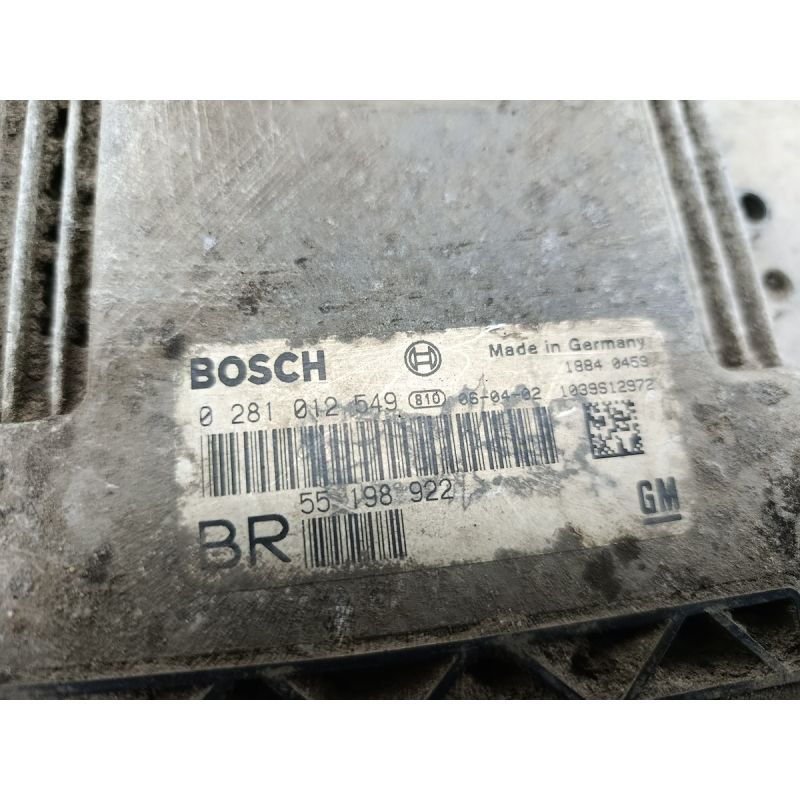 BOSCH Made in Germany
1884 0459
0 281 012 549 810 06-04-02 1039S12972
55 198 922
BR GM